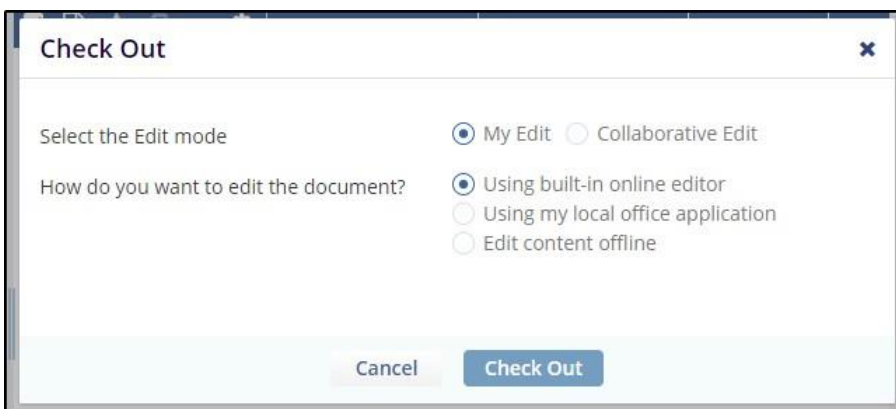 Check Out
Select the Edit mode
My Edit Collaborative Edit
How do you want to edit the document?
Using built-in online editor
Using my local office application
Edit content offline
Cancel
Check Out